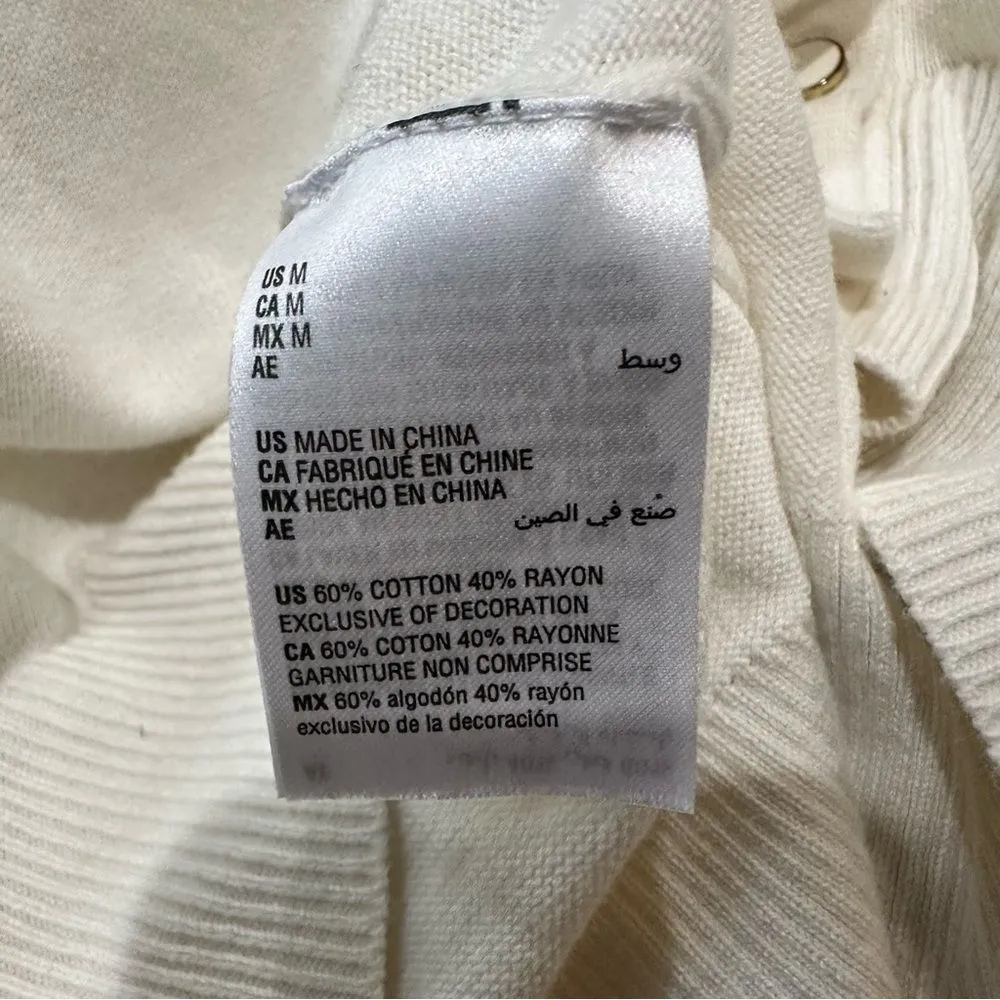 US M
CA M
MX M
AE وسط
US MADE IN CHINA
CA FABRIQUÉ EN CHINE
MX HECHO EN CHINA
AE صُنع في الصين
US 60% COTTON 40% RAYON
EXCLUSIVE OF DECORATION
CA 60% COTON 40% RAYONNE
GARNITURE NON COMPRISE
MX 60% algodón 40% rayón
exclusivo de la decoración